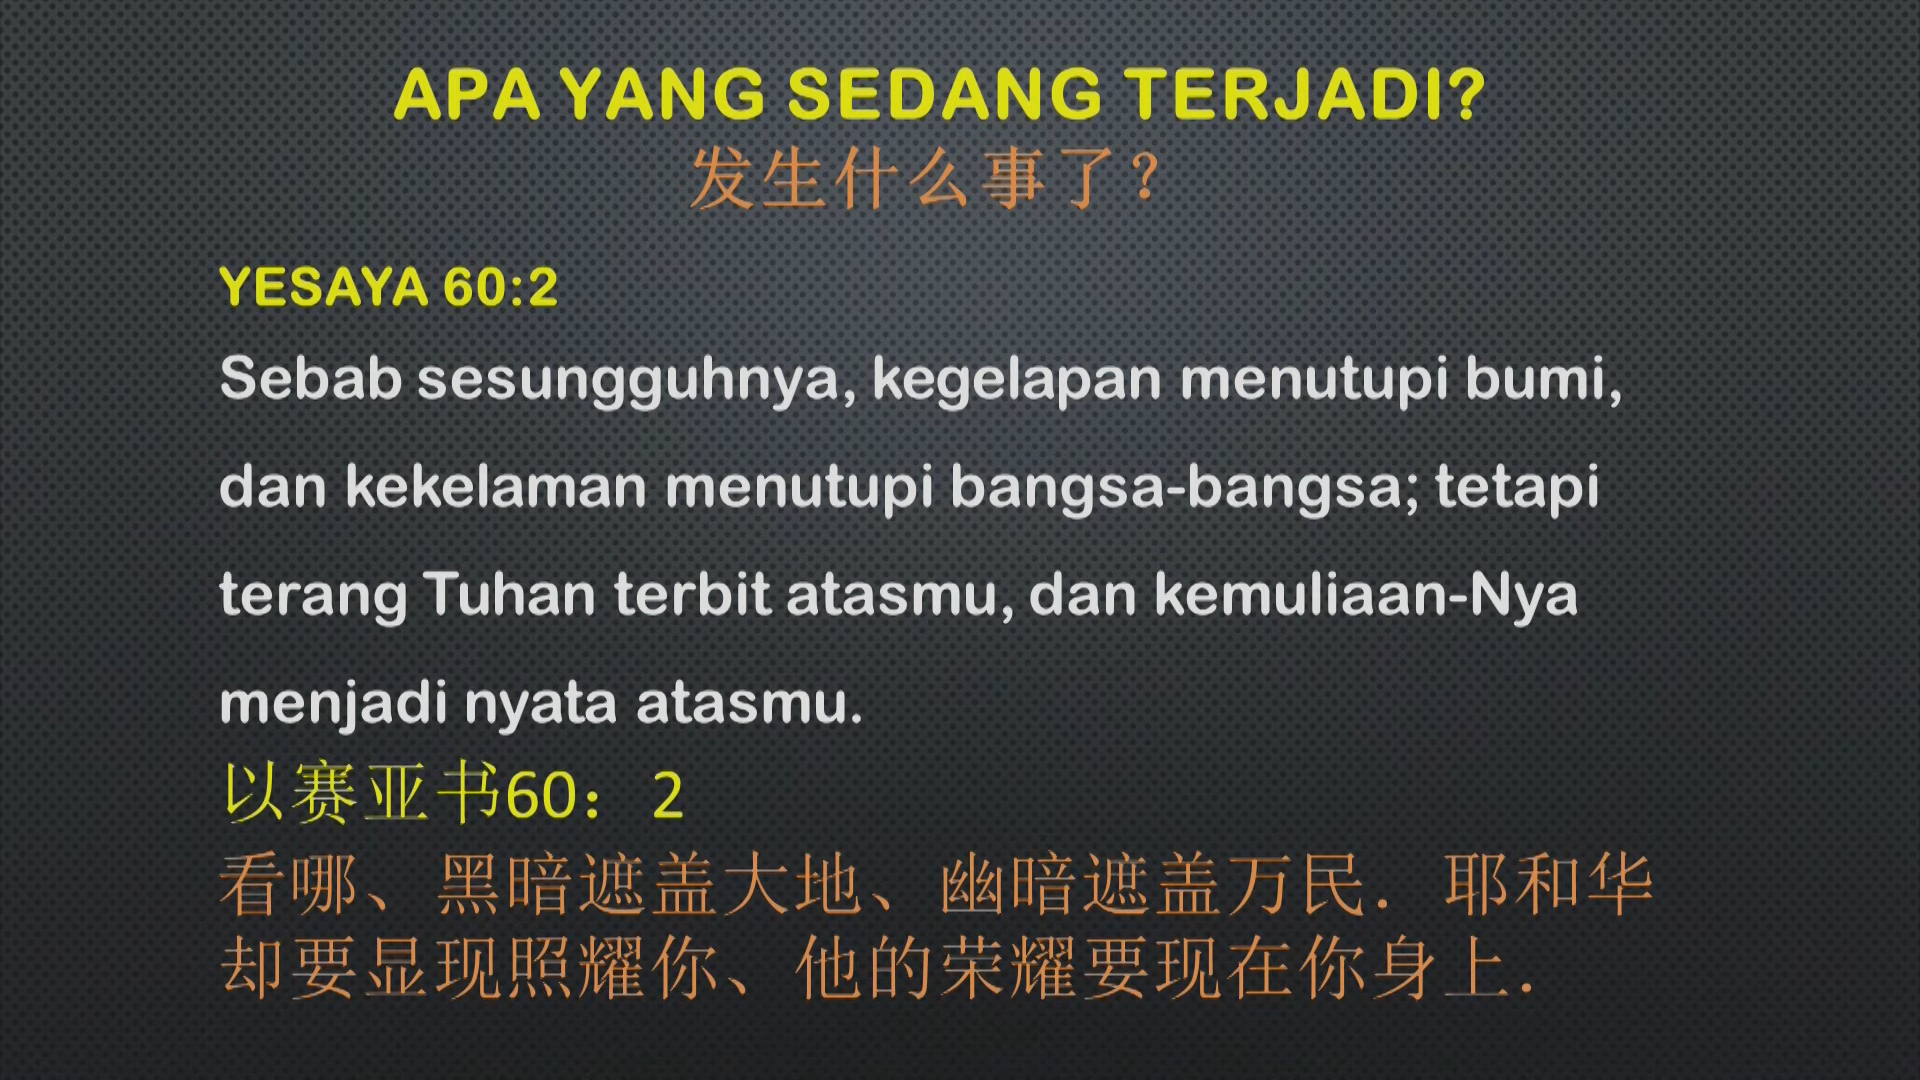 APA YANG SEDANG TERJADI?
发生什么事了？
YESAYA 60:2
Sebab sesungguhnya, kegelapan menutupi bumi,
dan kekelaman menutupi bangsa-bangsa; tetapi
terang Tuhan terbit atasmu, dan kemuliaan-Nya
menjadi nyata atasmu.
以赛亚书60： 2
看哪、黑暗遮盖大地、幽暗遮盖万民．耶和华
却要显现照耀你、他的荣耀要现在你身上．